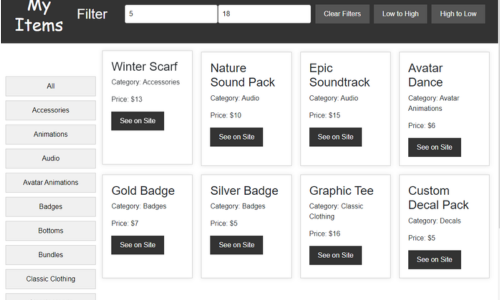 My
Items
Filter
5
18
Clear Filters
Low to High
High to Low
All
Accessories
Animations
Audio
Avatar Animations
Badges
Bottoms
Bundles
Classic Clothing
Winter Scarf
Category: Accessories
Price: $13
See on Site
Nature
Sound Pack
Category: Audio
Price: $10
See on Site
Epic
Soundtrack
Category: Audio
Price: $15
See on Site
Avatar
Dance
Category: Avatar
Animations
Price: $6
See on Site
Gold Badge
Category: Badges
Price: $7
See on Site
Silver Badge
Category: Badges
Price: $5
See on Site
Graphic Tee
Category: Classic
Clothing
Price: $16
See on Site
Custom
Decal Pack
Category: Decals
Price: $5
See on Site